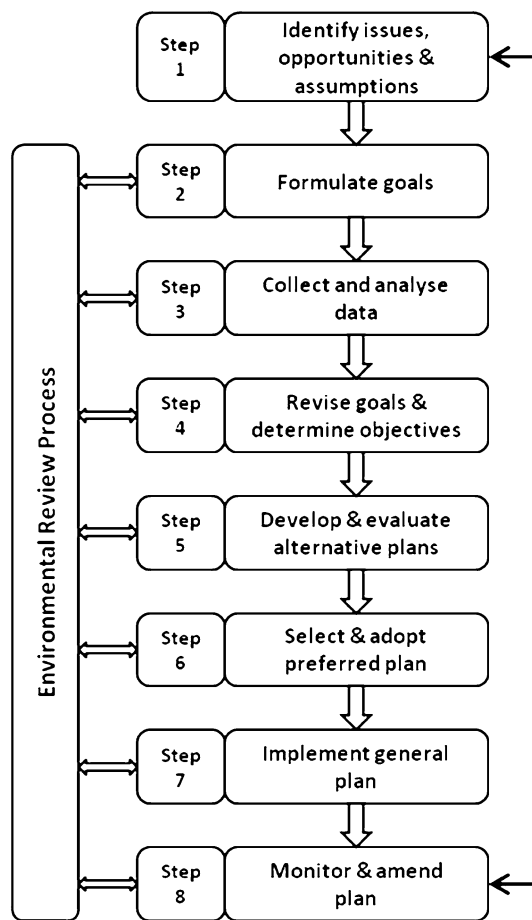 Step
1
Identify issues,
opportunities &
assumptions
Step
2
Formulate goals
Step
3
Collect and analyse
data
Step
4
Revise goals &
determine objectives
Step
5
Develop & evaluate
alternative plans
Step
6
Select & adopt
preferred plan
Step
7
Implement general
plan
Step
8
Monitor & amend
plan
Environmental Review Process